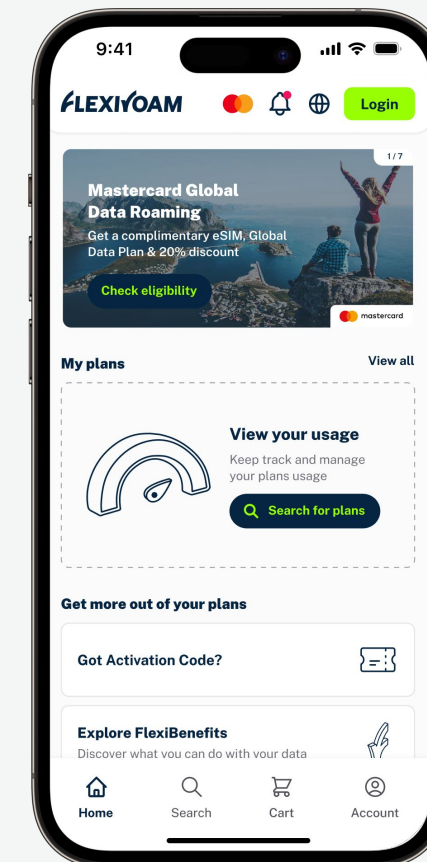 9:41
FLEXIROAM
Login
1/7
Mastercard Global
Data Roaming
Get a complimentary eSIM, Global
Data Plan & 20% discount
Check eligibility
mastercard
My plans
View all
View your usage
Keep track and manage
your plans usage
Search for plans
Get more out of your plans
Got Activation Code?
Explore FlexiBenefits
Discover what you can do with your data
Home
Search
Cart
Account